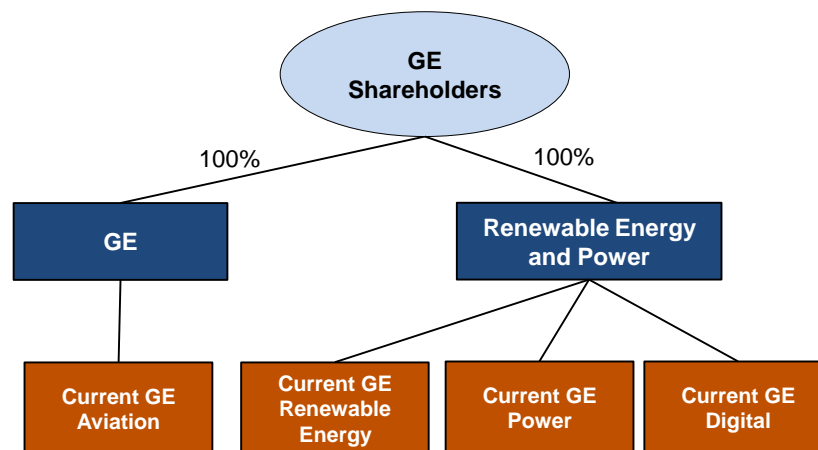 GE
Shareholders
100%
100%
GE
Renewable Energy
and Power
Current GE
Aviation
Current GE
Renewable
Energy
Current GE
Power
Current GE
Digital